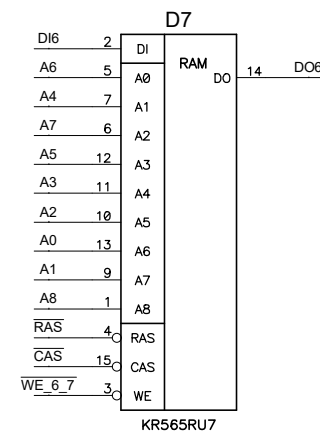 D7
DI6 2 DI RAM DO 14 DO6
A6 5 A0
A4 7 A1
A7 6 A2
A5 12 A3
A3 11 A4
A2 10 A5
A0 13 A6
A1 9 A7
A8 1 A8
RAS 4 RAS
CAS 15 CAS
WE_6_7 3 WE
KR565RU7